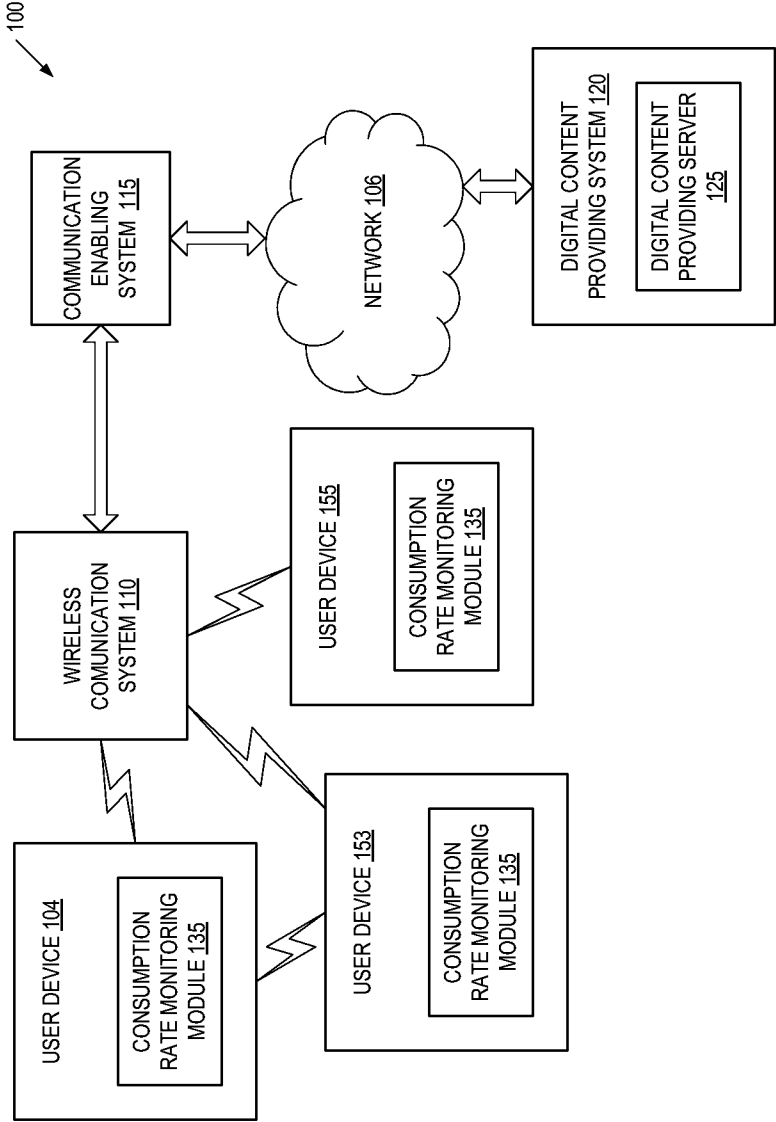 100
USER DEVICE 104
CONSUMPTION
RATE MONITORING
MODULE 135
WIRELESS
COMUNICATION
SYSTEM 110
COMMUNICATION
ENABLING
SYSTEM 115
USER DEVICE 153
CONSUMPTION
RATE MONITORING
MODULE 135
USER DEVICE 155
CONSUMPTION
RATE MONITORING
MODULE 135
NETWORK 106
DIGITAL CONTENT
PROVIDING SYSTEM 120
DIGITAL CONTENT
PROVIDING SERVER
125